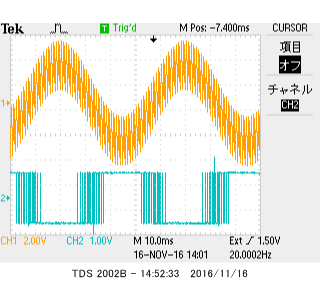 Tek T Trig'd M Pos: -7.400ms CURSOR
項目
オフ
チャネル
CH2
1
2
CH1 2.00V CH2 1.00V M 10.0ms Ext 1.50V
16-NOV-16 14:01 20.0002Hz
TDS 2002B - 14:52:33 2016/11/16